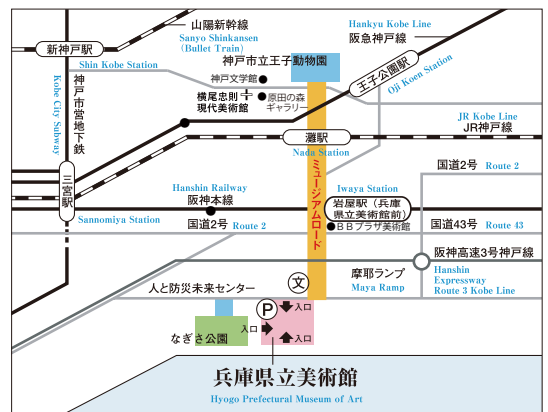 山陽新幹線
Sanyo Shinkansen
(Bullet Train)
Hankyu Kobe Line
阪急神戸線
新神戸駅
Shin Kobe Station
神戸市立王子動物園
神戸文学館
王子公園駅
Oji Koen Station
横尾忠則
現代美術館
原田の森
ギャラリー
神戸市営地下鉄
Kobe City Subway
JR Kobe Line
JR神戸線
灘駅
Nada Station
ミュージアムロード
国道2号 Route 2
三宮駅
Sannomiya Station
Hanshin Railway
阪神本線
Iwaya Station
岩屋駅(兵庫
県立美術館前)
BBプラザ美術館
国道2号 Route 2
国道43号 Route 43
阪神高速3号神戸線
Hanshin
Expressway
Route 3 Kobe Line
摩耶ランプ
Maya Ramp
人と防災未来センター
文
P
入口
入口
入口
なぎさ公園
兵庫県立美術館
Hyogo Prefectural Museum of Art